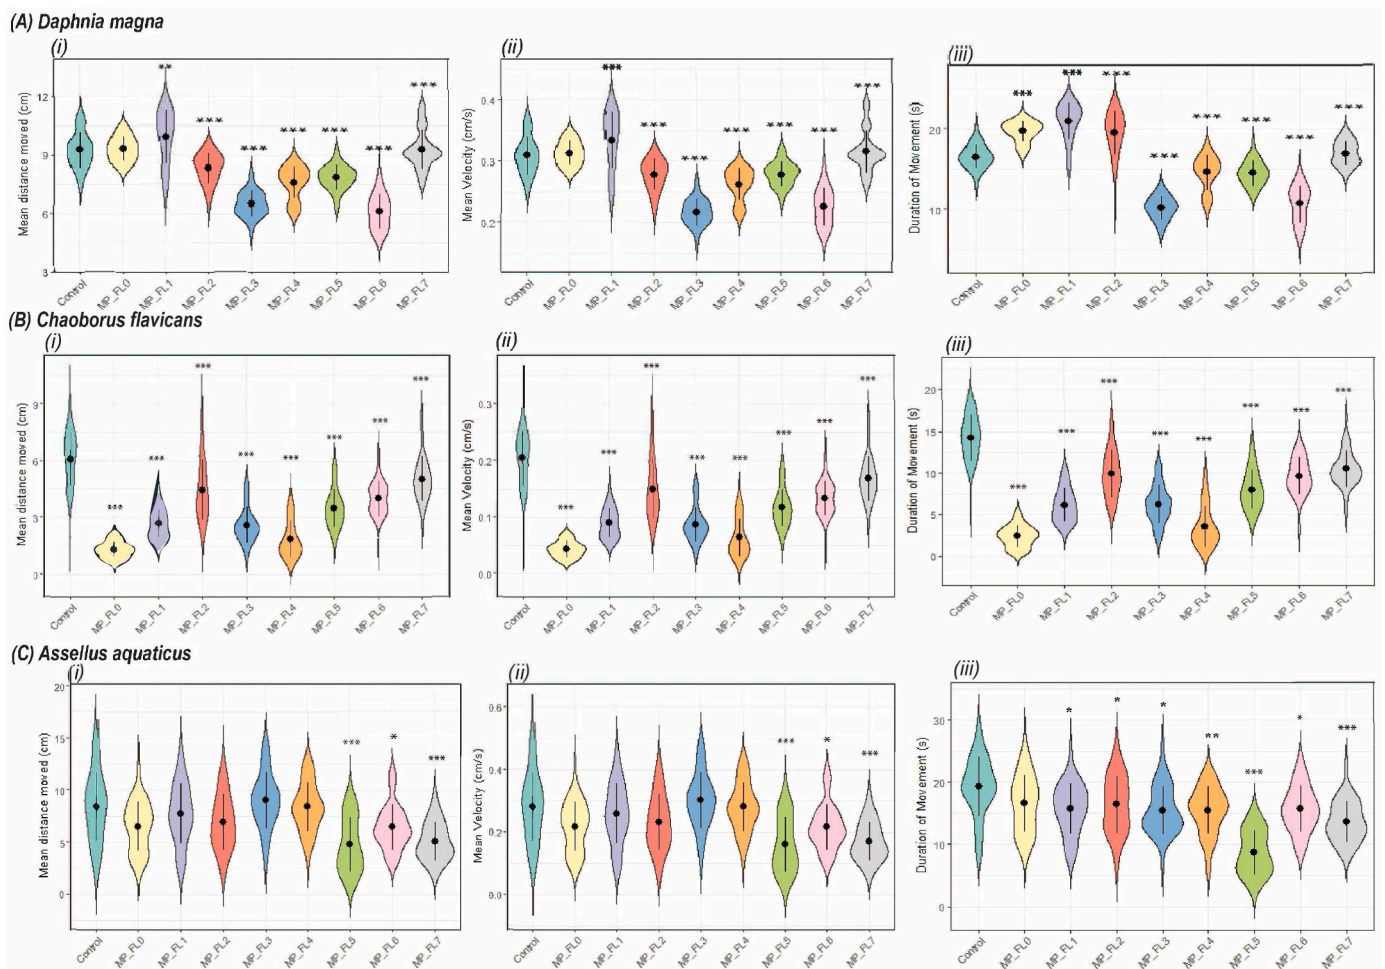 (A) Daphnia magna
(i)
Mean distance moved (cm)
12
9
6
3
** *** *** *** *** *** ***
Control MP_FL0 MP_FL1 MP_FL2 MP_FL3 MP_FL4 MP_FL5 MP_FL6 MP_FL7
(ii)
Mean Velocity (cm/s)
0.4
0.3
0.2
*** *** *** *** *** *** ***
Control MP_FL0 MP_FL1 MP_FL2 MP_FL3 MP_FL4 MP_FL5 MP_FL6 MP_FL7
(iii)
Duration of Movement (s)
20
10
*** *** *** *** *** *** *** ***
Control MP_FL0 MP_FL1 MP_FL2 MP_FL3 MP_FL4 MP_FL5 MP_FL6 MP_FL7
(B) Chaoborus flavicans
(i)
Mean distance moved (cm)
9
6
3
0
*** *** *** *** *** *** *** ***
Control MP_FL0 MP_FL1 MP_FL2 MP_FL3 MP_FL4 MP_FL5 MP_FL6 MP_FL7
(ii)
Mean Velocity (cm/s)
0.3
0.2
0.1
0.0
*** *** *** *** *** *** *** ***
Control MP_FL0 MP_FL1 MP_FL2 MP_FL3 MP_FL4 MP_FL5 MP_FL6 MP_FL7
(iii)
Duration of Movement (s)
20
15
10
5
0
*** *** *** *** *** *** *** ***
Control MP_FL0 MP_FL1 MP_FL2 MP_FL3 MP_FL4 MP_FL5 MP_FL6 MP_FL7
(C) Assellus aquaticus
(i)
Mean distance moved (cm)
20
15
10
5
0
*** * ***
Control MP_FL0 MP_FL1 MP_FL2 MP_FL3 MP_FL4 MP_FL5 MP_FL6 MP_FL7
(ii)
Mean Velocity (cm/s)
0.6
0.4
0.2
0.0
*** * ***
Control MP_FL0 MP_FL1 MP_FL2 MP_FL3 MP_FL4 MP_FL5 MP_FL6 MP_FL7
(iii)
Duration of Movement (s)
30
20
10
0
* * * ** *** * ***
Control MP_FL0 MP_FL1 MP_FL2 MP_FL3 MP_FL4 MP_FL5 MP_FL6 MP_FL7